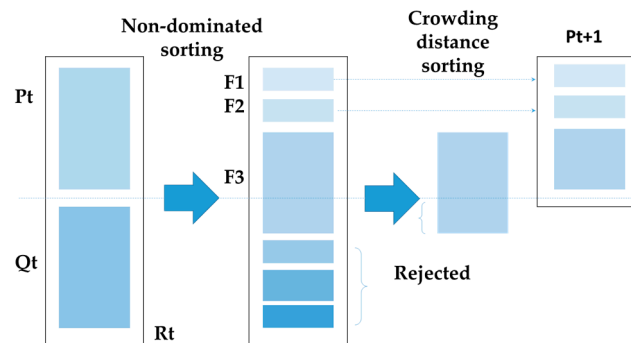 Non-dominated
sorting
Crowding
distance
sorting
Pt+1
Pt
F1
F2
F3
Qt
Rejected
Rt